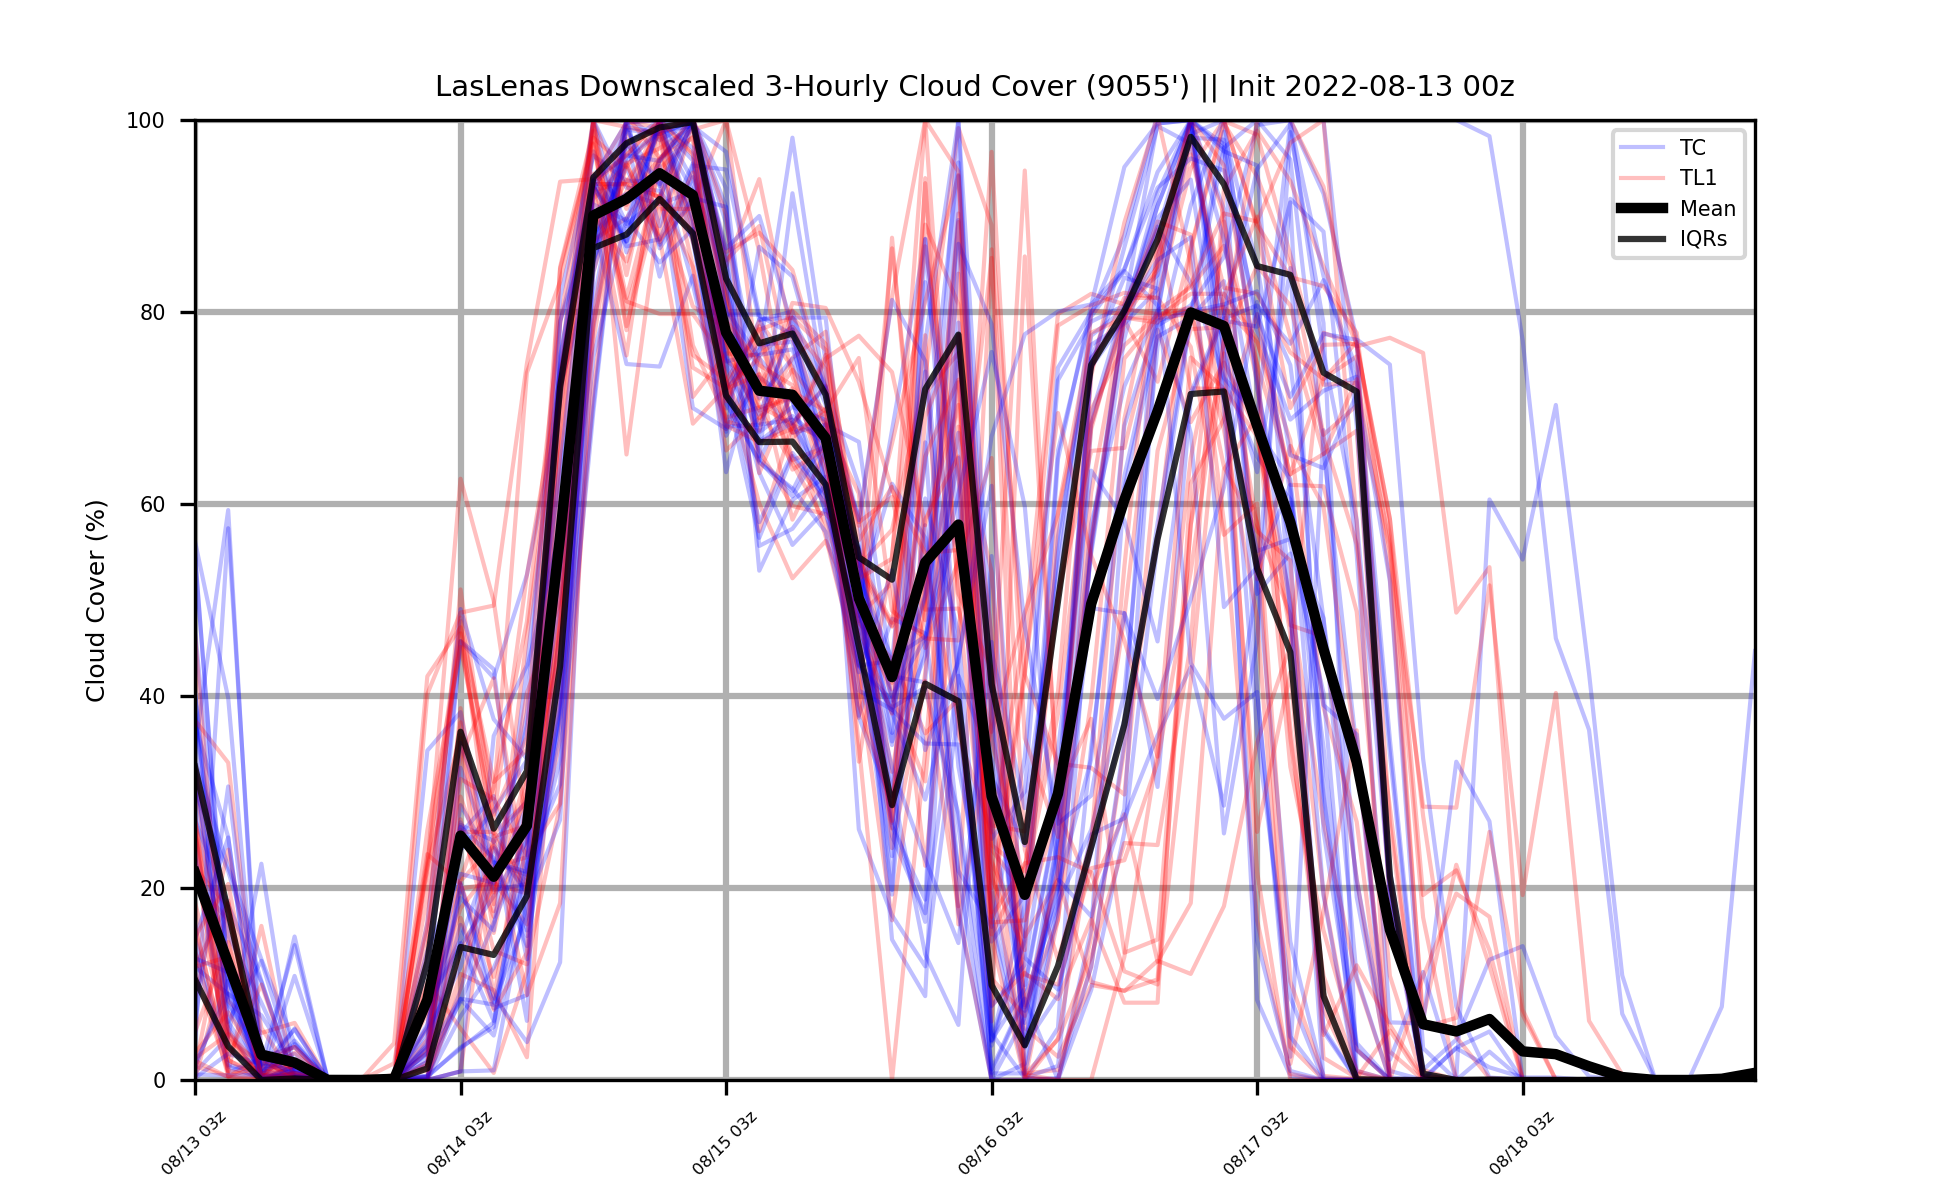 LasLenas Downscaled 3-Hourly Cloud Cover (9055') || Init 2022-08-13 00z
Cloud Cover (%)
100
80
60
40
20
0
TC
TL1
Mean
IQRs
08/13 03z
08/14 03z
08/15 03z
08/16 03z
08/17 03z
08/18 03z